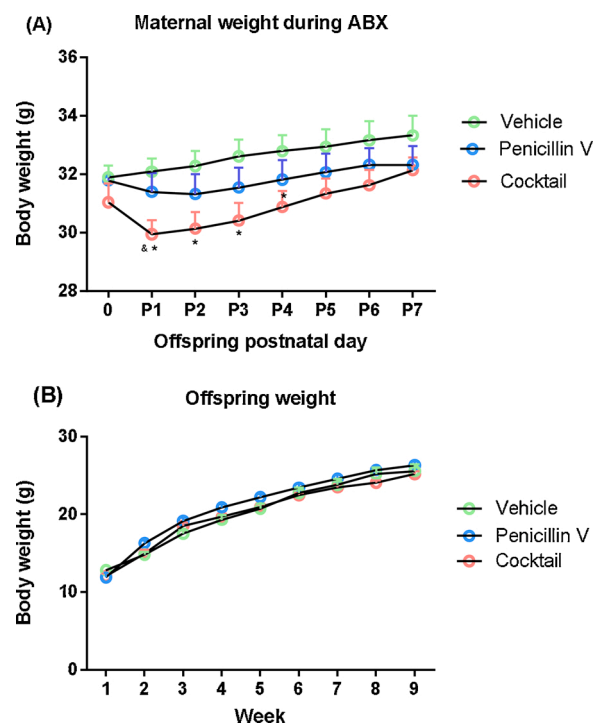 (A)
Maternal weight during ABX
Body weight (g)
36
34
32
30
28
& *
*
*
*
0 P1 P2 P3 P4 P5 P6 P7
Offspring postnatal day
Vehicle
Penicillin V
Cocktail
(B)
Offspring weight
Body weight (g)
30
20
10
0
1 2 3 4 5 6 7 8 9
Week
Vehicle
Penicillin V
Cocktail